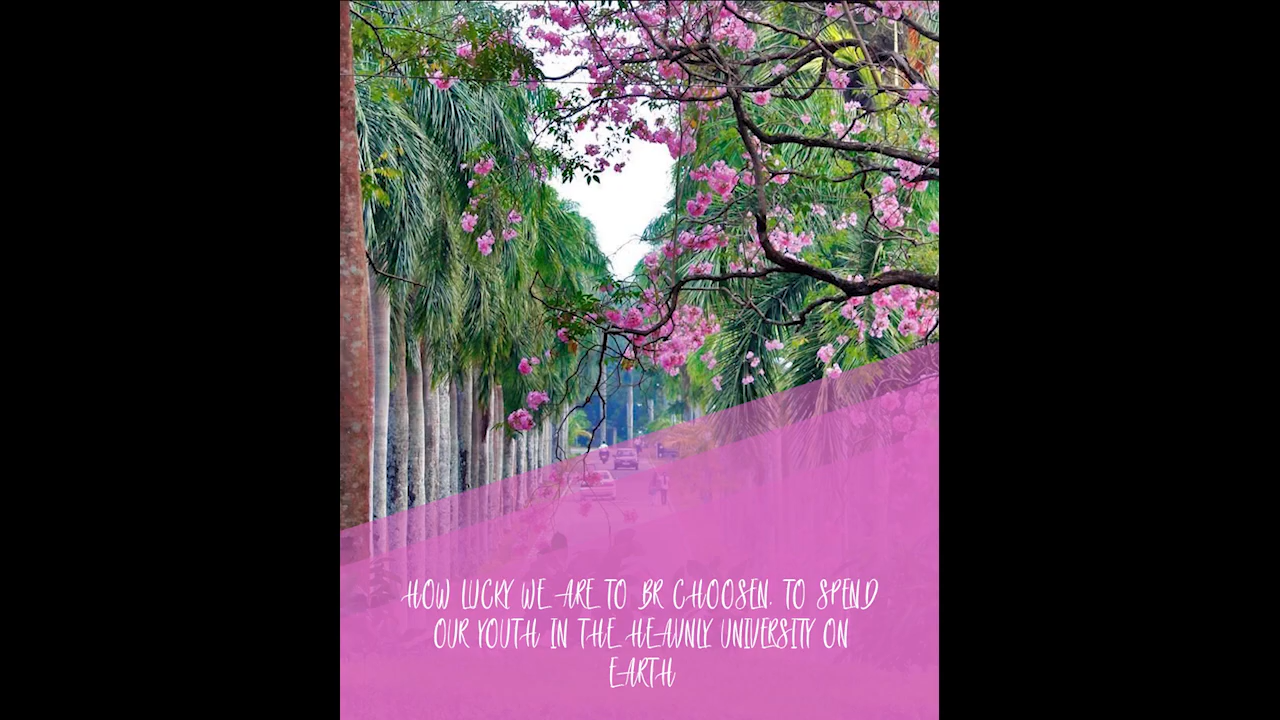 HOW LUCKY WE ARE TO BR CHOOSEN. TO SPEND
OUR YOUTH IN THE HEAVNLY UNIVERSITY ON
EARTH